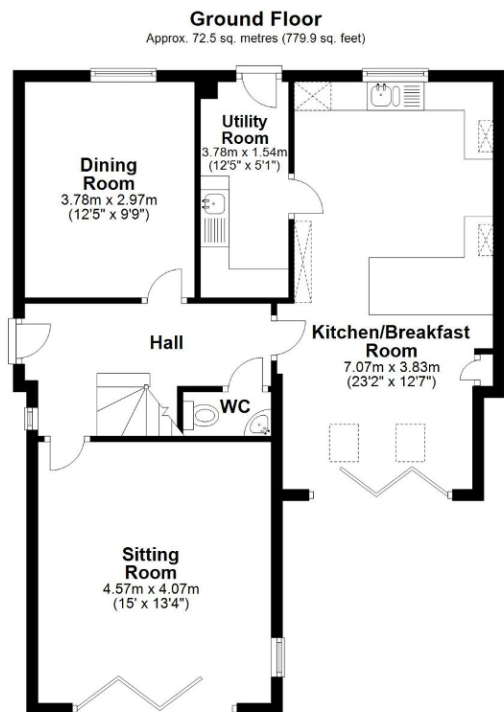 Ground Floor
Approx. 72.5 sq. metres (779.9 sq. feet)
Utility
Room
3.78m x 1.54m
(12'5" x 5'1")
Dining
Room
3.78m x 2.97m
(12'5" x 9'9")
Hall
Kitchen/Breakfast
Room
7.07m x 3.83m
(23'2" x 12'7")
WC
Sitting
Room
4.57m x 4.07m
(15' x 13'4")